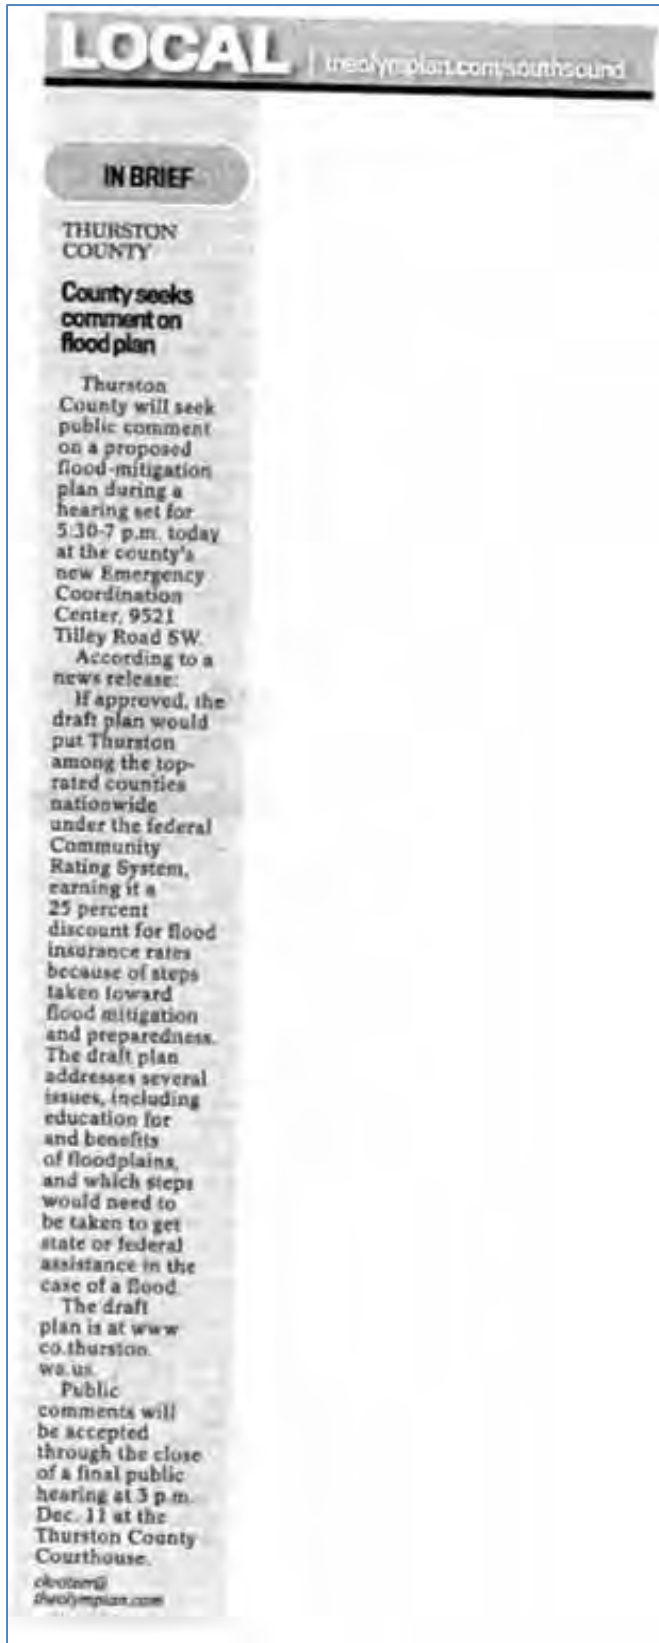 LOCAL | theolympian.com/southsound
IN BRIEF
THURSTON
COUNTY
County seeks
comment on
flood plan
Thurston
County will seek
public comment
on a proposed
flood-mitigation
plan during a
hearing set for
5:30-7 p.m. today
at the county's
new Emergency
Coordination
Center, 9521
Tilley Road SW.
According to a
news release:
If approved, the
draft plan would
put Thurston
among the top-
rated counties
nationwide
under the federal
Community
Rating System,
earning it a
25 percent
discount for flood
insurance rates
because of steps
taken toward
flood mitigation
and preparedness.
The draft plan
addresses several
issues, including
education for
and benefits
of floodplains,
and which steps
would need to
be taken to get
state or federal
assistance in the
case of a flood.
The draft
plan is at www
co.thurston.
wa.us.
Public
comments will
be accepted
through the close
of a final public
hearing at 3 p.m.
Dec. 11 at the
Thurston County
Courthouse.
theolympian.com